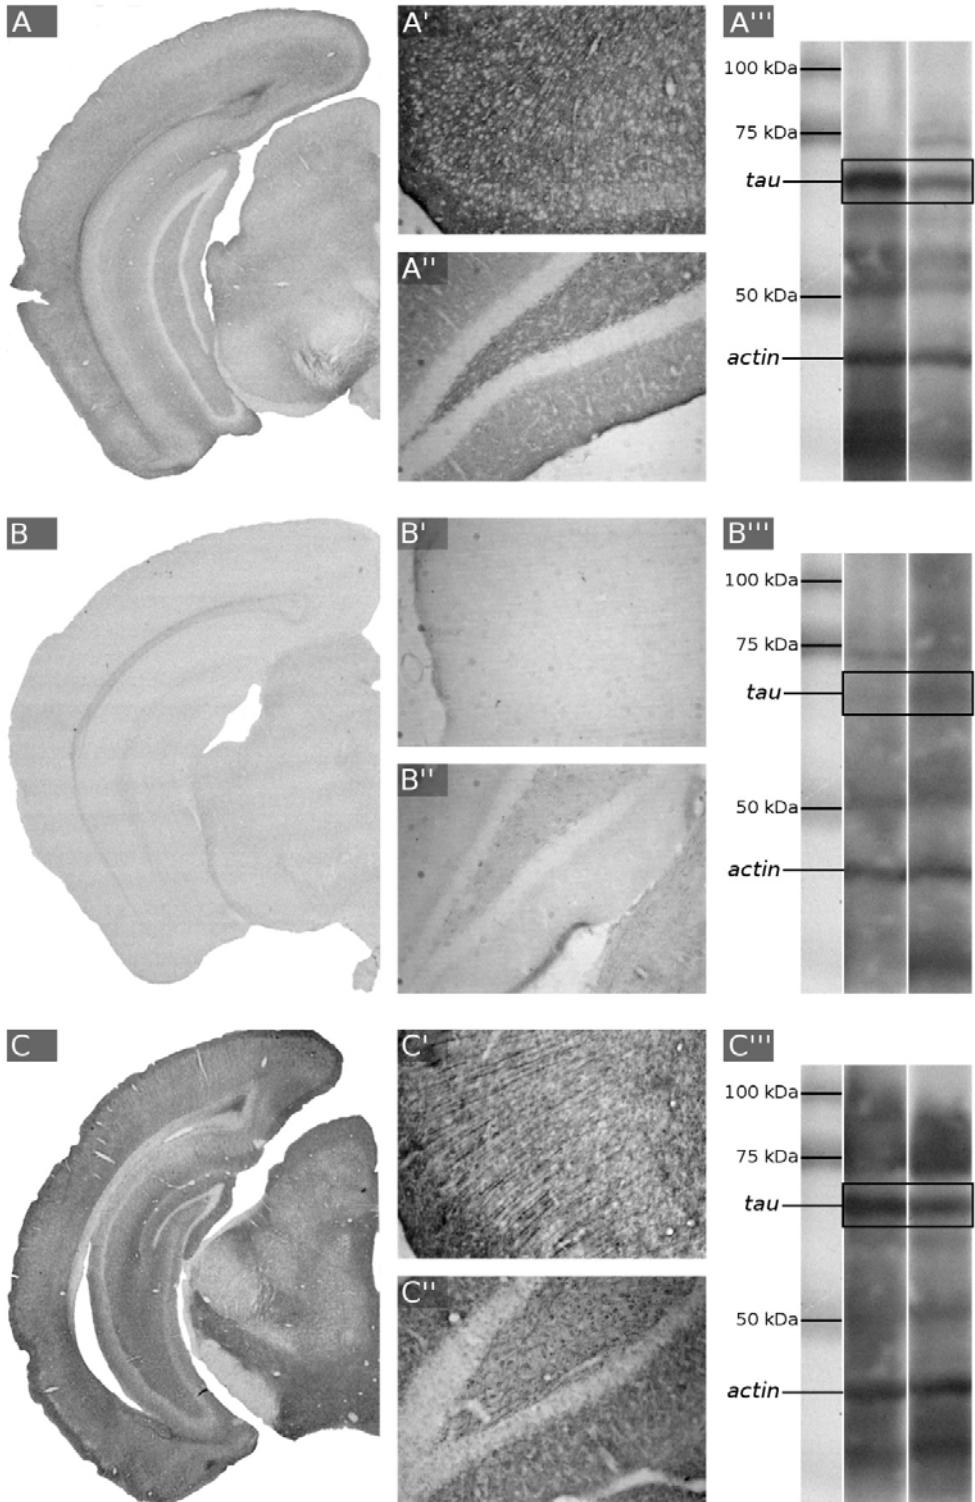 A
A'
A'''
100 kDa
75 kDa
tau
A''
50 kDa
actin
B
B'
B'''
100 kDa
75 kDa
tau
B''
50 kDa
actin
C
C'
C'''
100 kDa
75 kDa
tau
C''
50 kDa
actin